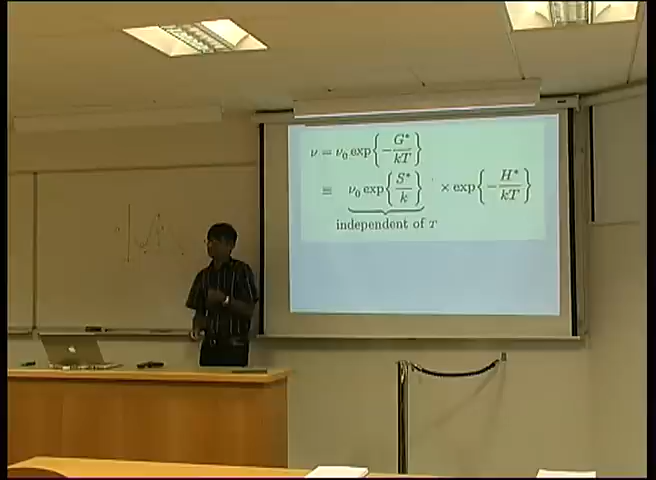 ν = ν₀ exp{−G*/kT}
≡ ν₀ exp{S*/k} × exp{−H*/kT}
independent of T